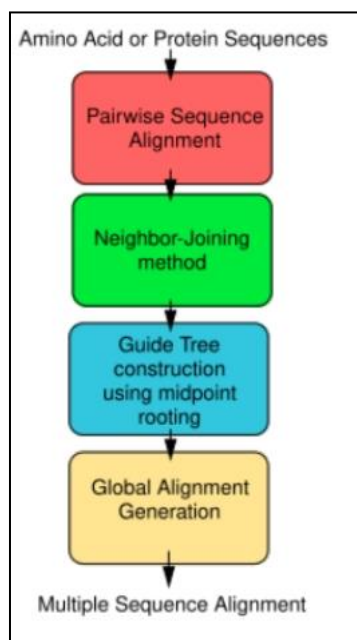 Amino Acid or Protein Sequences
Pairwise Sequence
Alignment
Neighbor-Joining
method
Guide Tree
construction
using midpoint
rooting
Global Alignment
Generation
Multiple Sequence Alignment